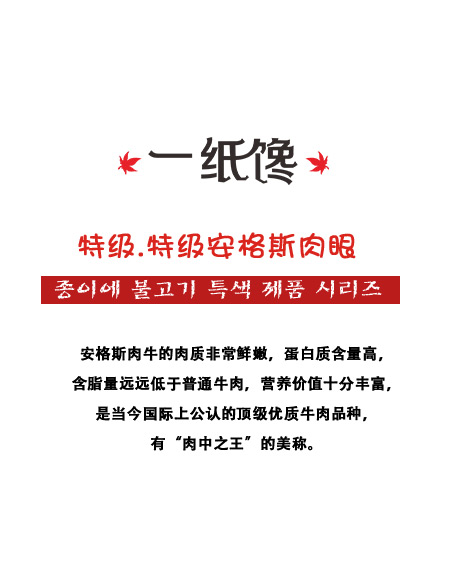 一纸馋
特级.特级安格斯肉眼
종이에 불고기 특색 제품 시리즈
安格斯肉牛的肉质非常鲜嫩，蛋白质含量高，
含脂量远远低于普通牛肉，营养价值十分丰富，
是当今国际上公认的顶级优质牛肉品种，
有“肉中之王”的美称。